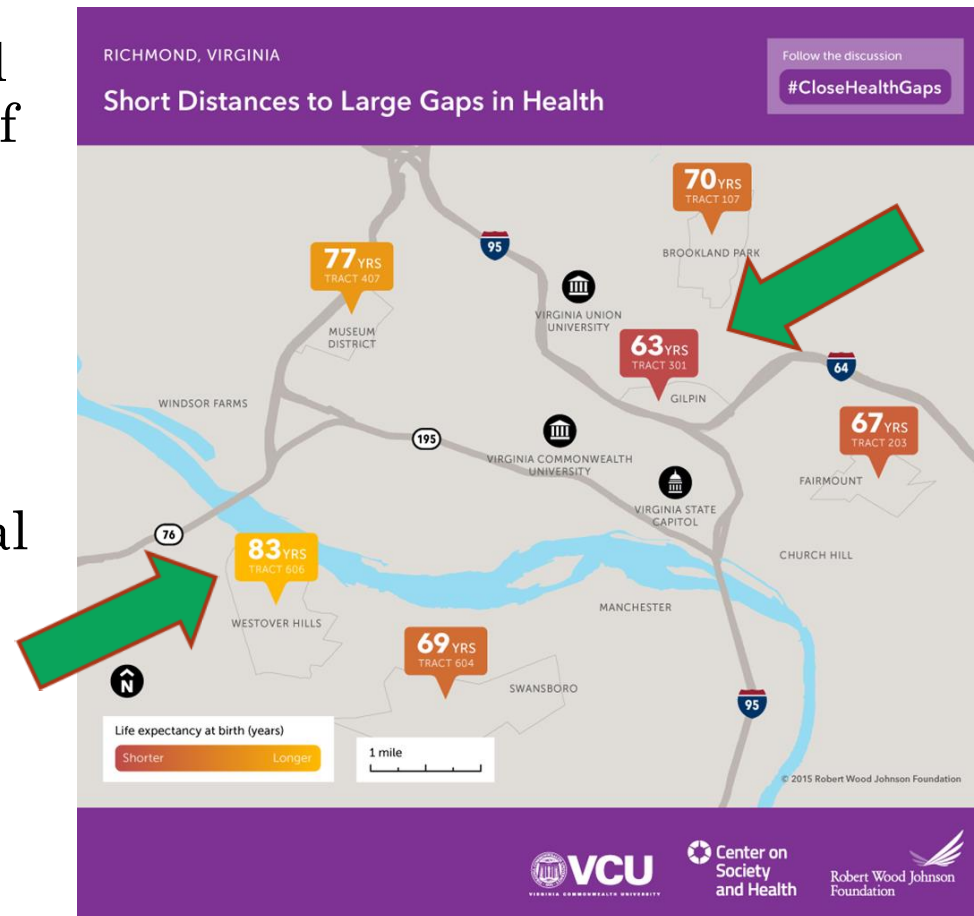 l
f
al
RICHMOND, VIRGINIA
Short Distances to Large Gaps in Health
Follow the discussion
#CloseHealthGaps
70 YRS
TRACT 107
BROOKLAND PARK
95
77 YRS
TRACT 407
MUSEUM
DISTRICT
VIRGINIA UNION
UNIVERSITY
63 YRS
TRACT 301
GILPIN
64
WINDSOR FARMS
195
VIRGINIA COMMONWEALTH
UNIVERSITY
67 YRS
TRACT 203
FAIRMOUNT
VIRGINIA STATE
CAPITOL
76
83 YRS
TRACT 606
WESTOVER HILLS
CHURCH HILL
MANCHESTER
69 YRS
TRACT 604
SWANSBORO
N
95
Life expectancy at birth (years)
Shorter Longer
1 mile
© 2015 Robert Wood Johnson Foundation
VCU
VIRGINIA COMMONWEALTH UNIVERSITY
Center on
Society
and Health
Robert Wood Johnson
Foundation